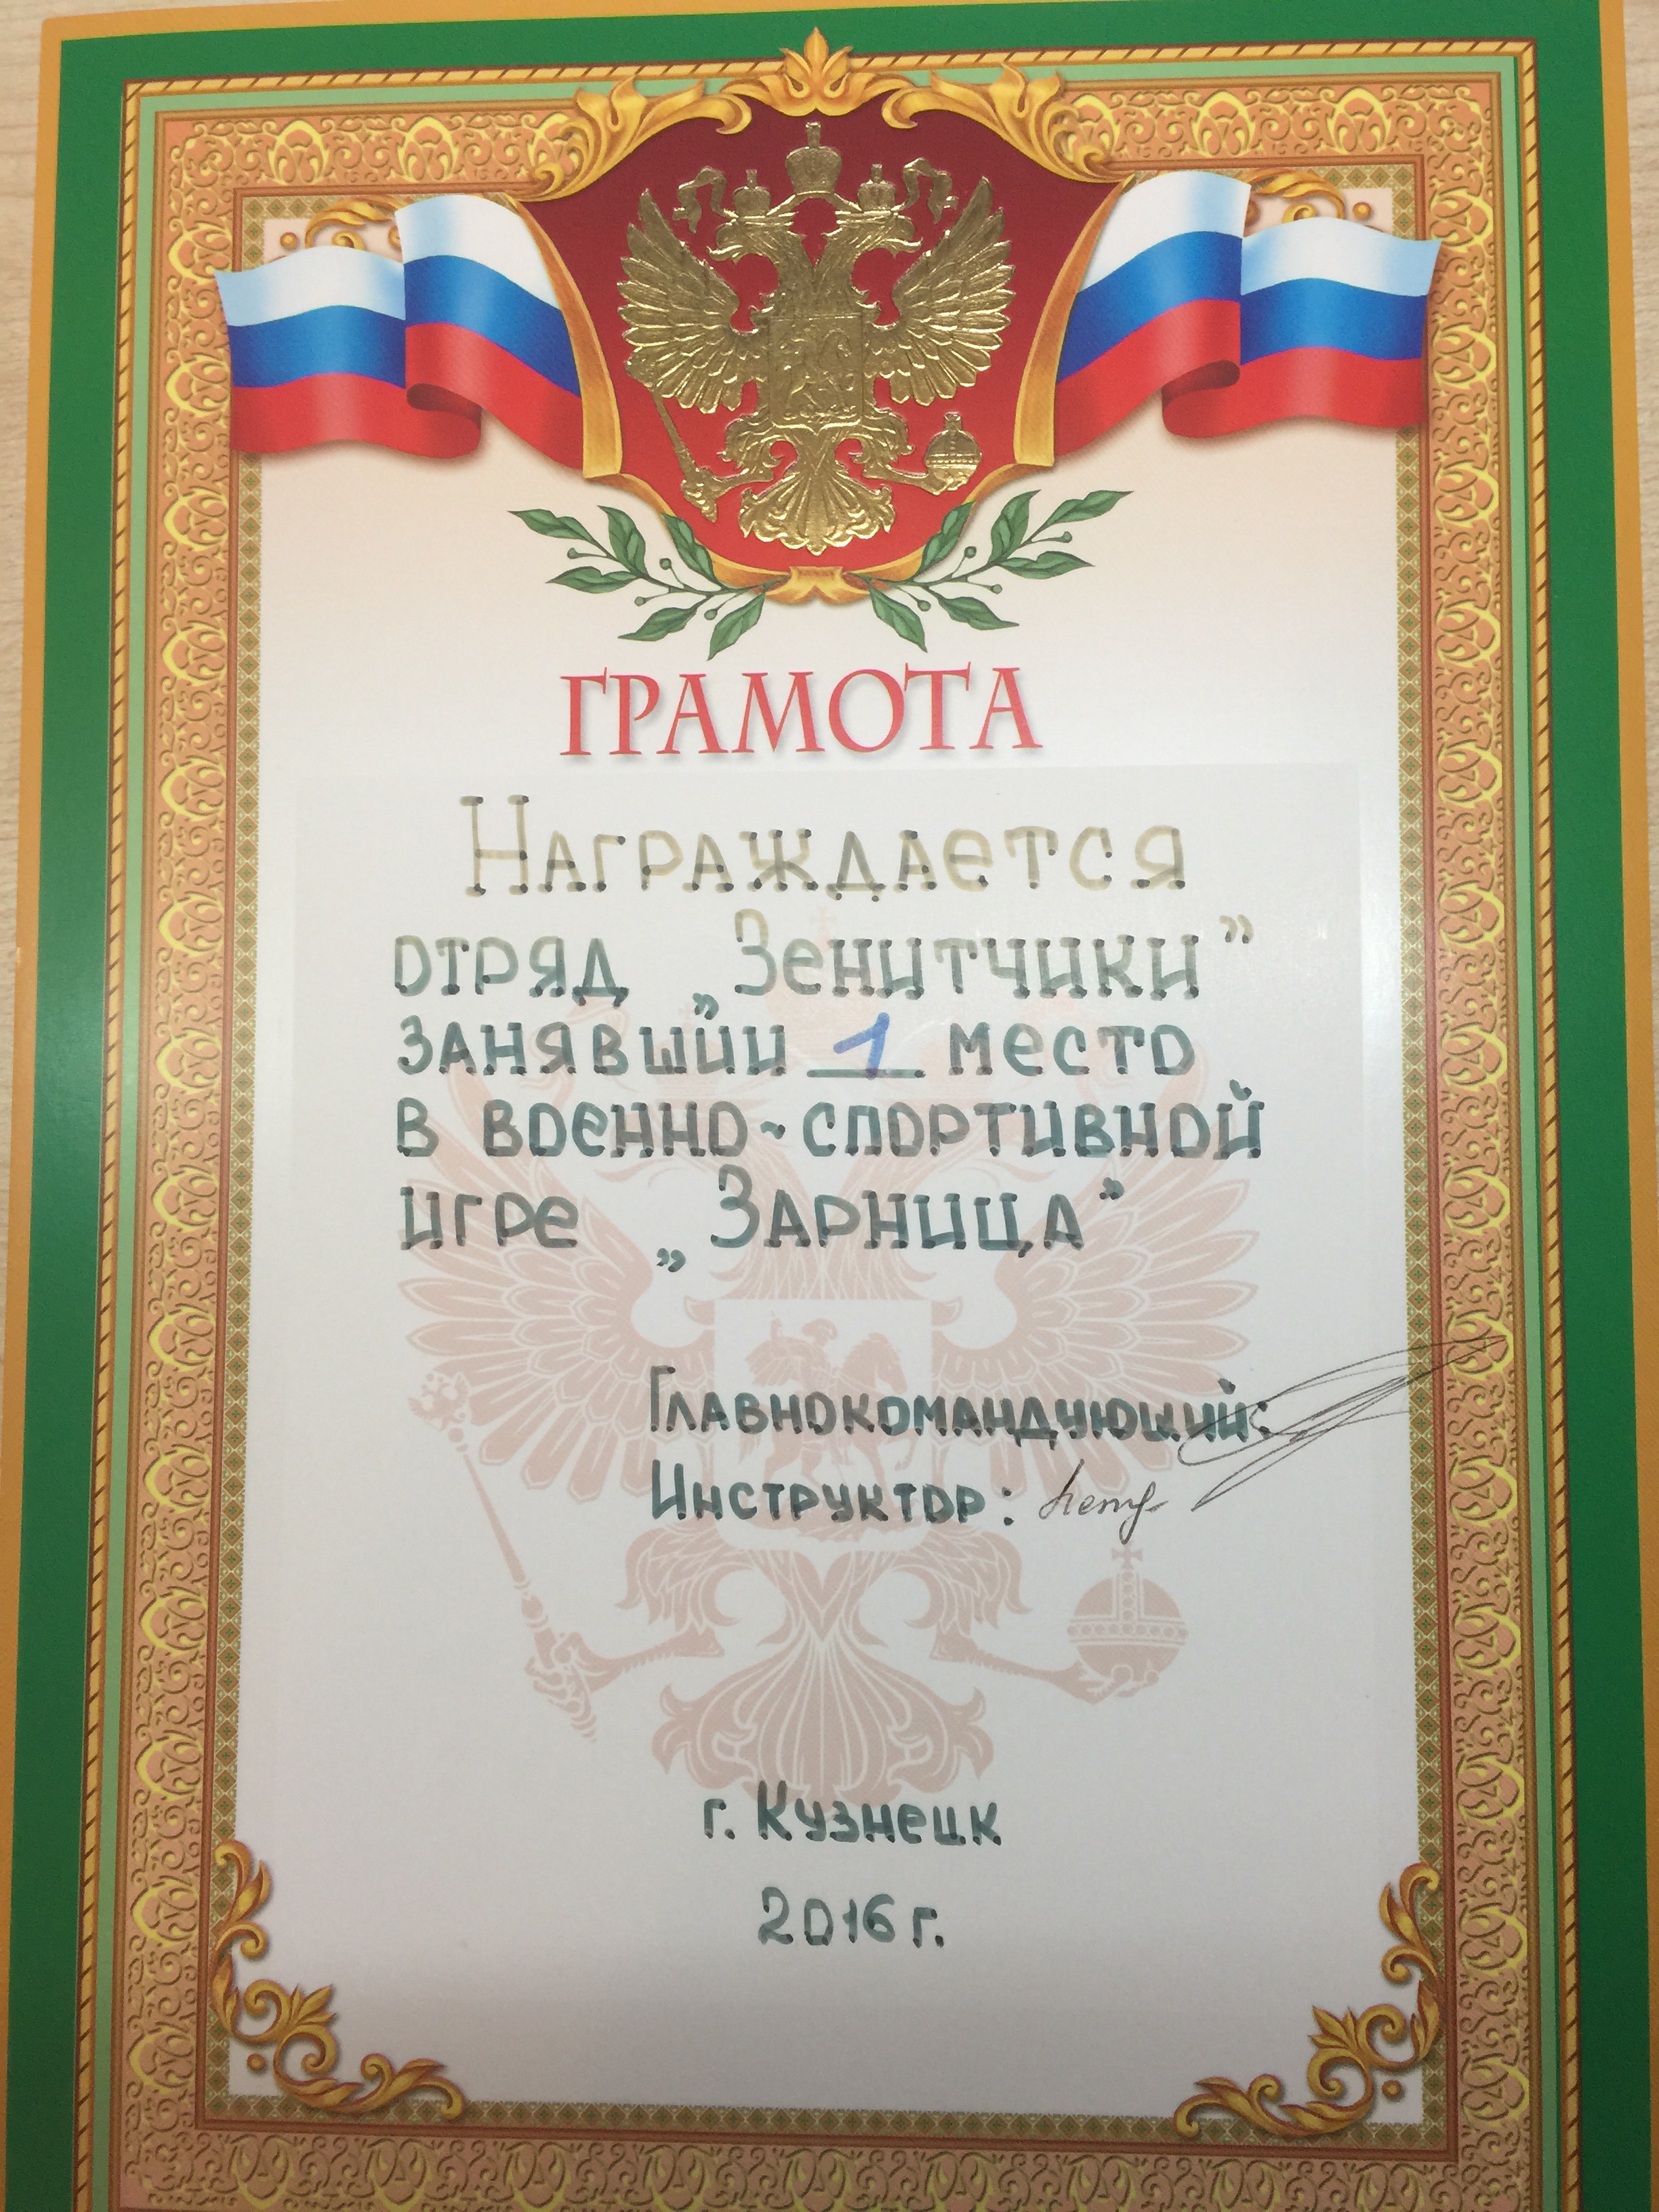 ГРАМОТА
Награждается
отряд „Зенитчики”
занявший 1 место
в военно-спортивной
игре „Зарница”
Главнокомандующий:
Инструктор:
г. Кузнецк
2016 г.